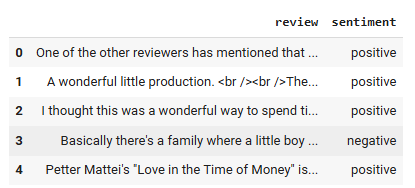 review sentiment
0 One of the other reviewers has mentioned that ... positive
1 A wonderful little production. <br /><br />The... positive
2 I thought this was a wonderful way to spend ti... positive
3 Basically there's a family where a little boy ... negative
4 Petter Mattei's "Love in the Time of Money" is... positive